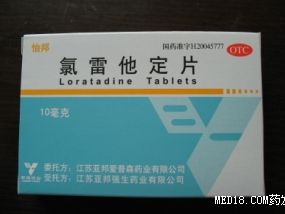 怡邦
国药准字H20045777
OTC
氯雷他定片
Loratadine Tablets
10毫克
委托方：江苏亚邦爱普森药业有限公司
受托方：江苏亚邦强生药业有限公司
MED18.COM药